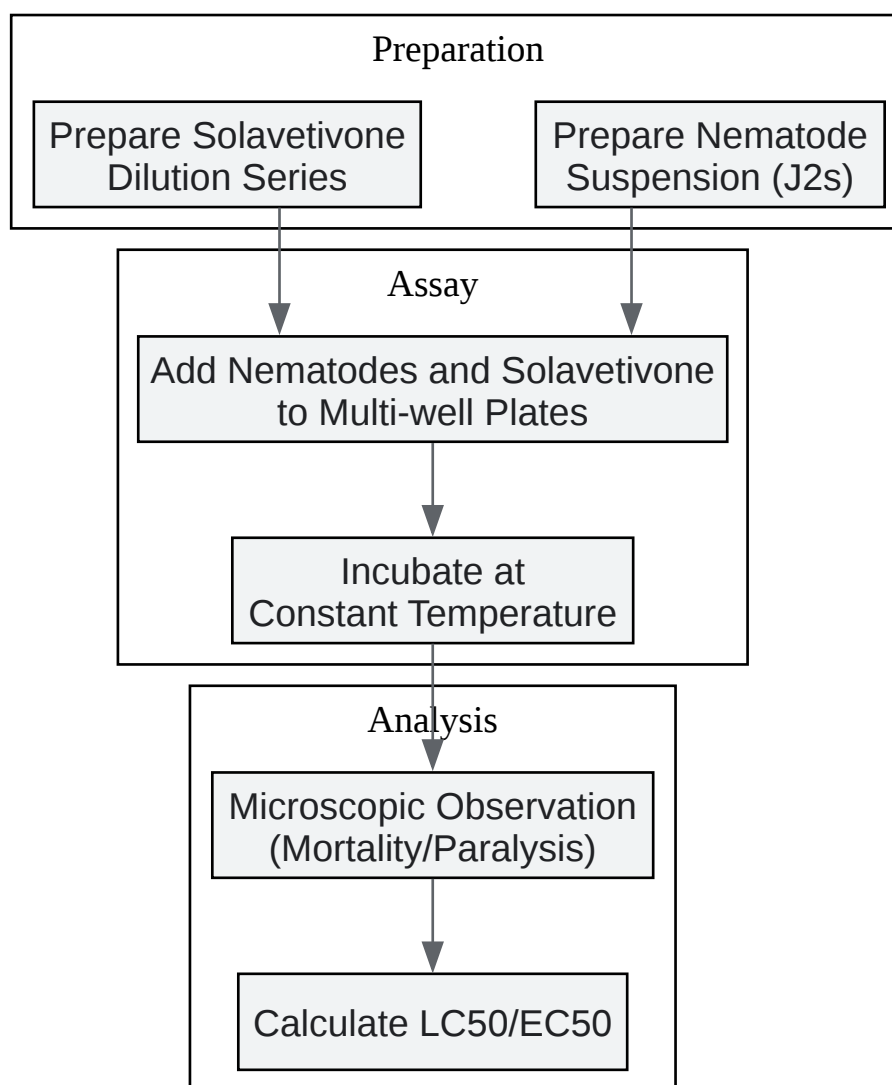 Preparation
Prepare Solavetivone
Dilution Series
Prepare Nematode
Suspension (J2s)
Assay
Add Nematodes and Solavetivone
to Multi-well Plates
Incubate at
Constant Temperature
Analysis
Microscopic Observation
(Mortality/Paralysis)
Calculate LC50/EC50